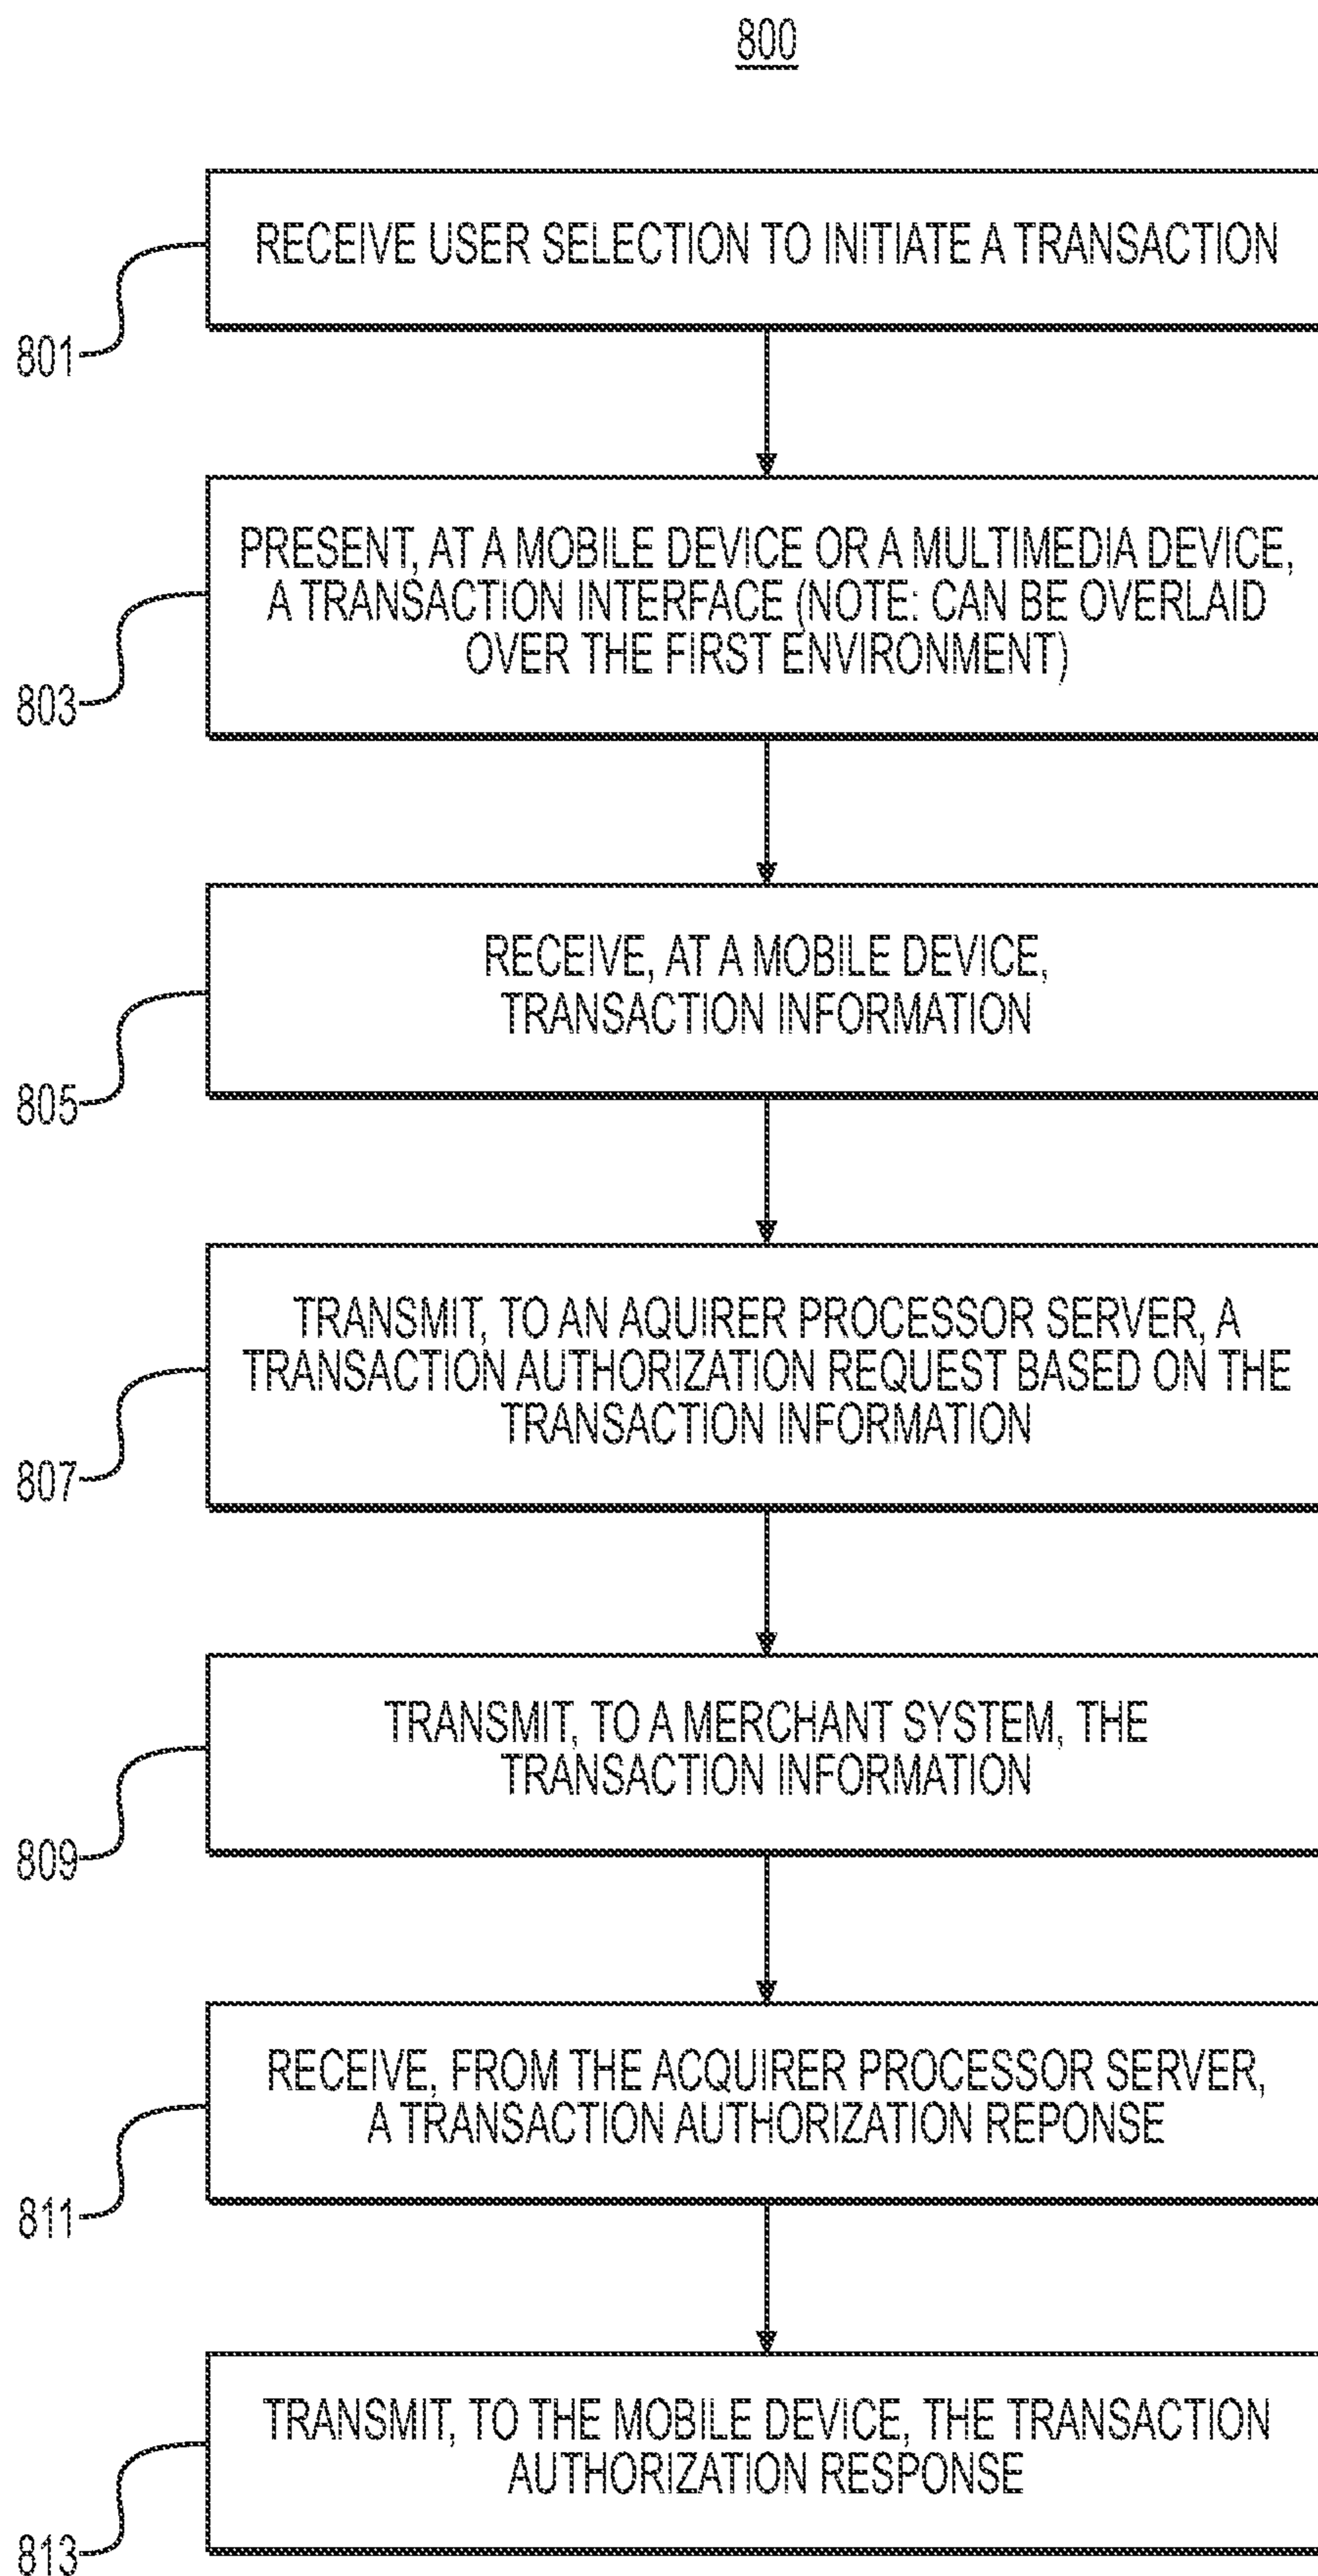 800
RECEIVE USER SELECTION TO INITIATE A TRANSACTION
801
PRESENT, AT A MOBILE DEVICE OR A MULTIMEDIA DEVICE,
A TRANSACTION INTERFACE (NOTE: CAN BE OVERLAID
OVER THE FIRST ENVIRONMENT)
803
RECEIVE, AT A MOBILE DEVICE,
TRANSACTION INFORMATION
805
TRANSMIT, TO AN AQUIRER PROCESSOR SERVER, A
TRANSACTION AUTHORIZATION REQUEST BASED ON THE
TRANSACTION INFORMATION
807
TRANSMIT, TO A MERCHANT SYSTEM, THE
TRANSACTION INFORMATION
809
RECEIVE, FROM THE ACQUIRER PROCESSOR SERVER,
A TRANSACTION AUTHORIZATION REPONSE
811
TRANSMIT, TO THE MOBILE DEVICE, THE TRANSACTION
AUTHORIZATION RESPONSE
813